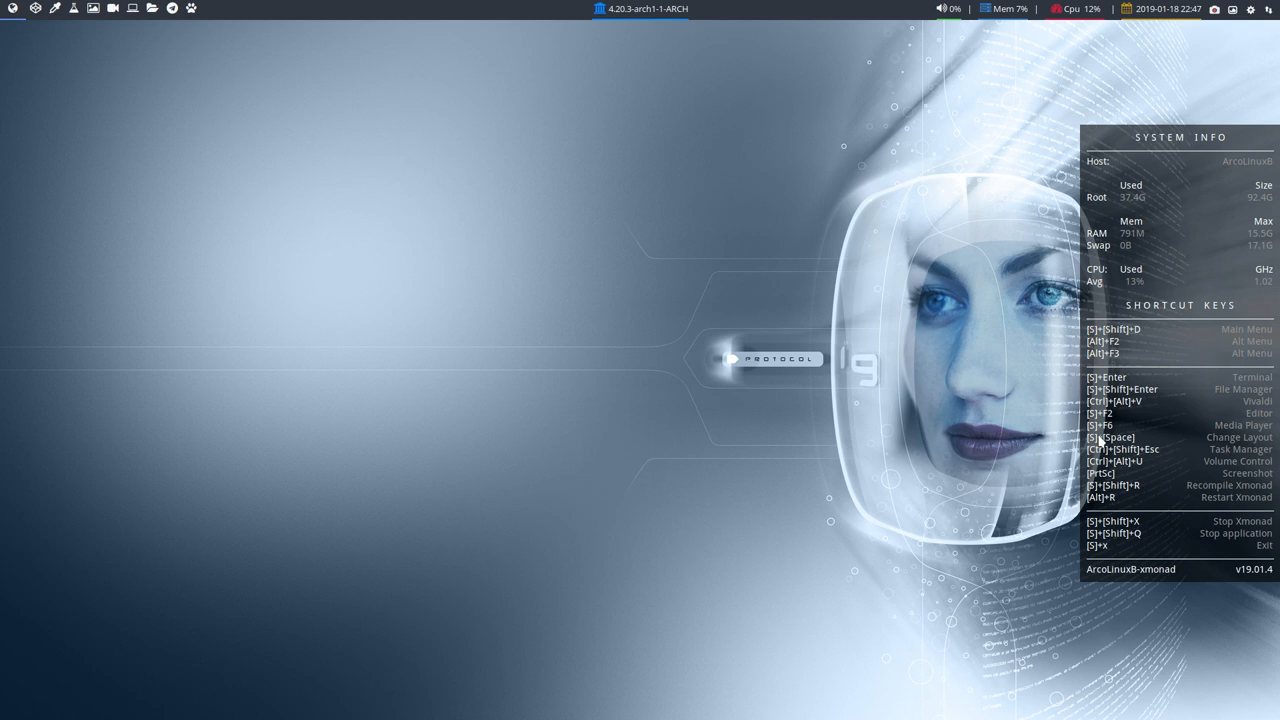 4.20.3-arch1-1-ARCH
0% | Mem 7% | Cpu 12% | 2019-01-18 22:47
SYSTEM INFO
Host: ArcoLinuxB
Used Size
Root 37.4G 92.4G
Mem Max
RAM 791M 15.5G
Swap 0B 17.1G
CPU: Used GHz
Avg 13% 1.02
SHORTCUT KEYS
[S]+[Shift]+D Main Menu
[Alt]+F2 Alt Menu
[Alt]+F3 Alt Menu
[S]+Enter Terminal
[S]+[Shift]+Enter File Manager
[Ctrl]+[Alt]+V Vivaldi
[S]+F2 Editor
[S]+F6 Media Player
[S]+[Space] Change Layout
[Ctrl]+[Shift]+Esc Task Manager
[Ctrl]+[Alt]+U Volume Control
[PrtSc] Screenshot
[S]+[Shift]+R Recompile Xmonad
[Alt]+R Restart Xmonad
[S]+[Shift]+X Stop Xmonad
[S]+[Shift]+Q Stop application
[S]+x Exit
ArcoLinuxB-xmonad v19.01.4
PROTOCOL
19